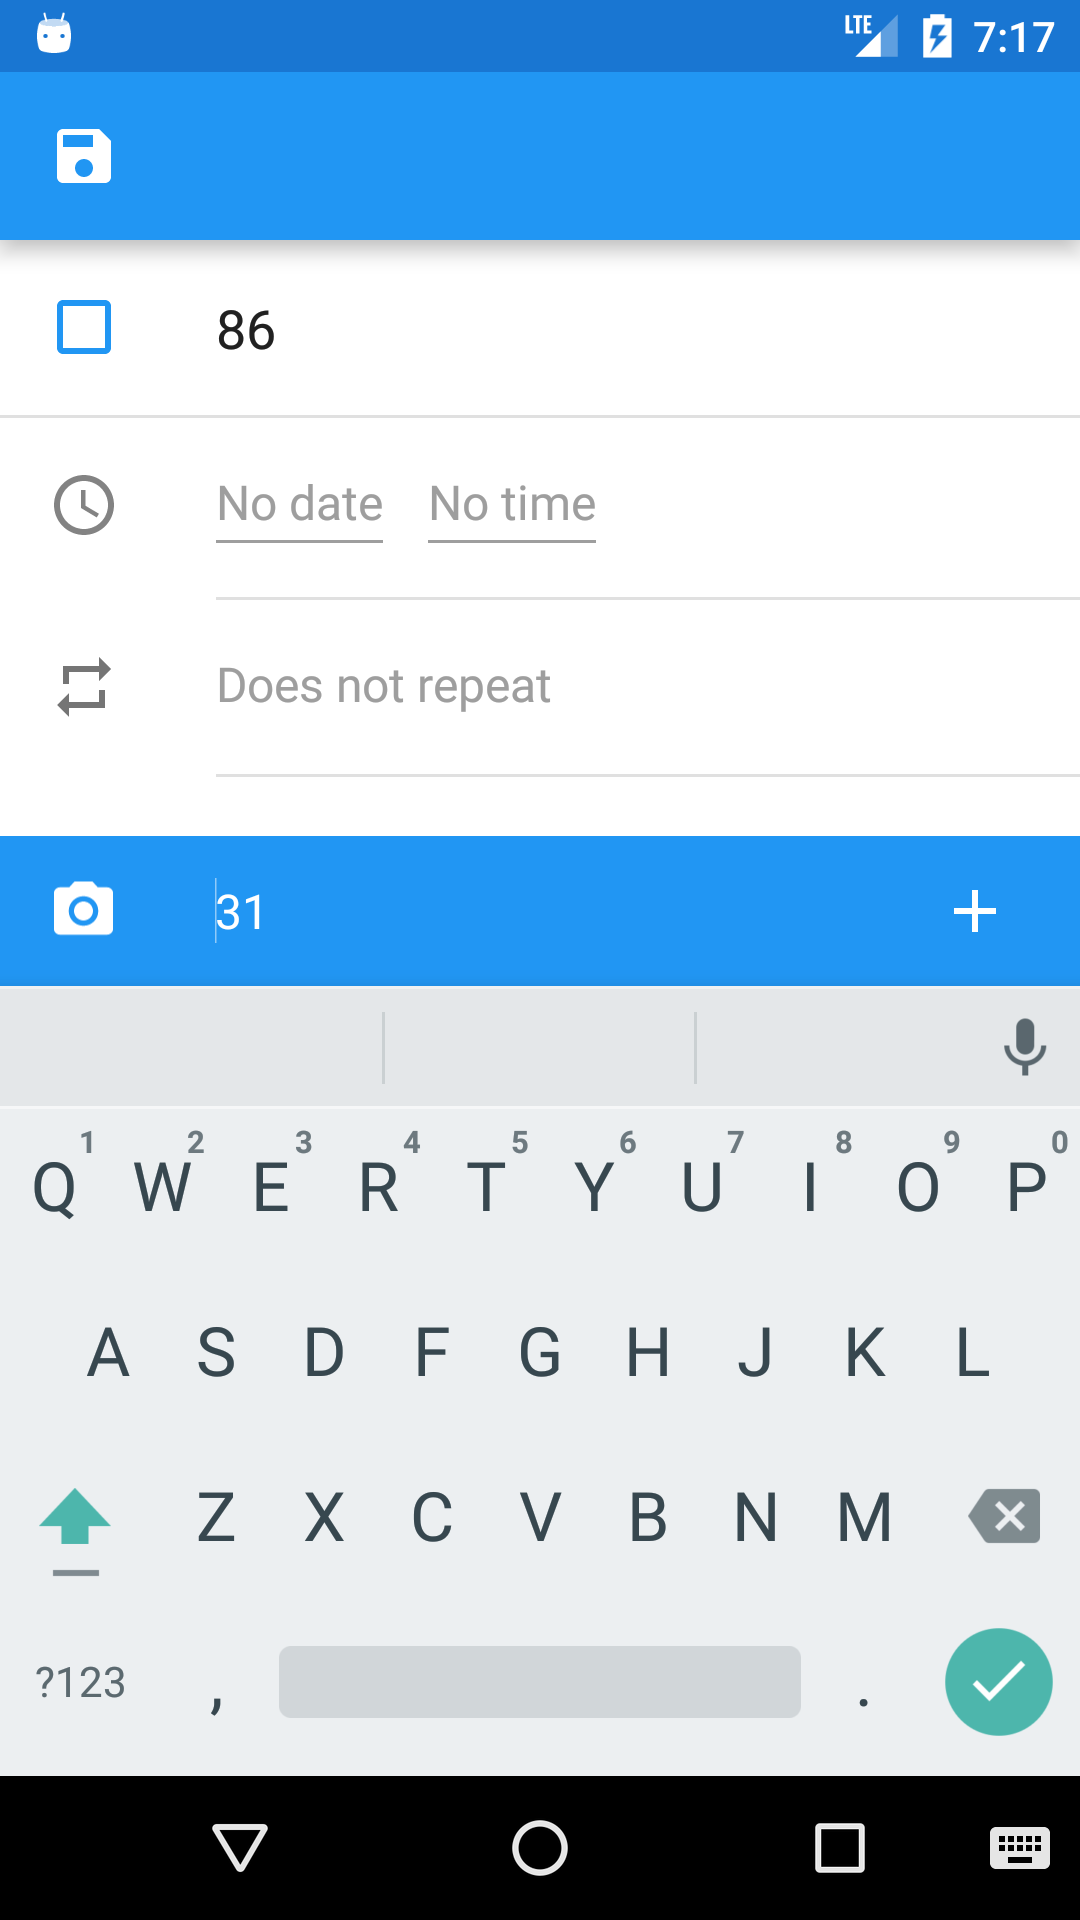 LTE 7:17
86
No date No time
Does not repeat
31
1 2 3 4 5 6 7 8 9 0
Q W E R T Y U I O P
A S D F G H J K L
Z X C V B N M
?123 , .